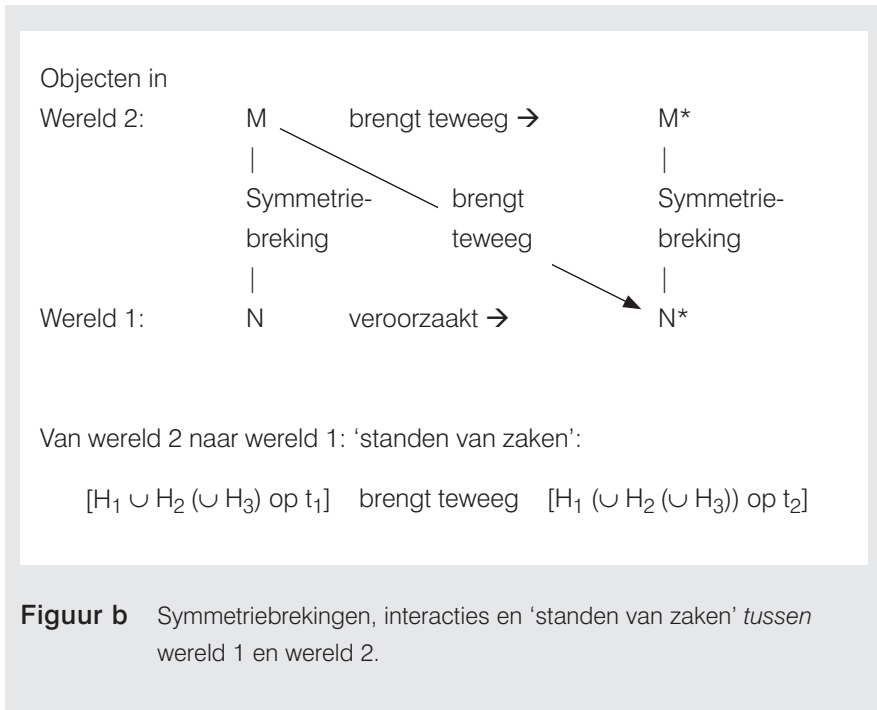 Objecten in
Wereld 2: M brengt teweeg → M*
| |
Symmetrie- brengt Symmetrie-
breking teweeg breking
| |
Wereld 1: N veroorzaakt → N*
Van wereld 2 naar wereld 1: ‘standen van zaken’:
[H₁ ∪ H₂ (∪ H₃) op t₁] brengt teweeg [H₁ (∪ H₂ (∪ H₃)) op t₂]
Figuur b Symmetriebrekingen, interacties en ‘standen van zaken’ tussen
wereld 1 en wereld 2.